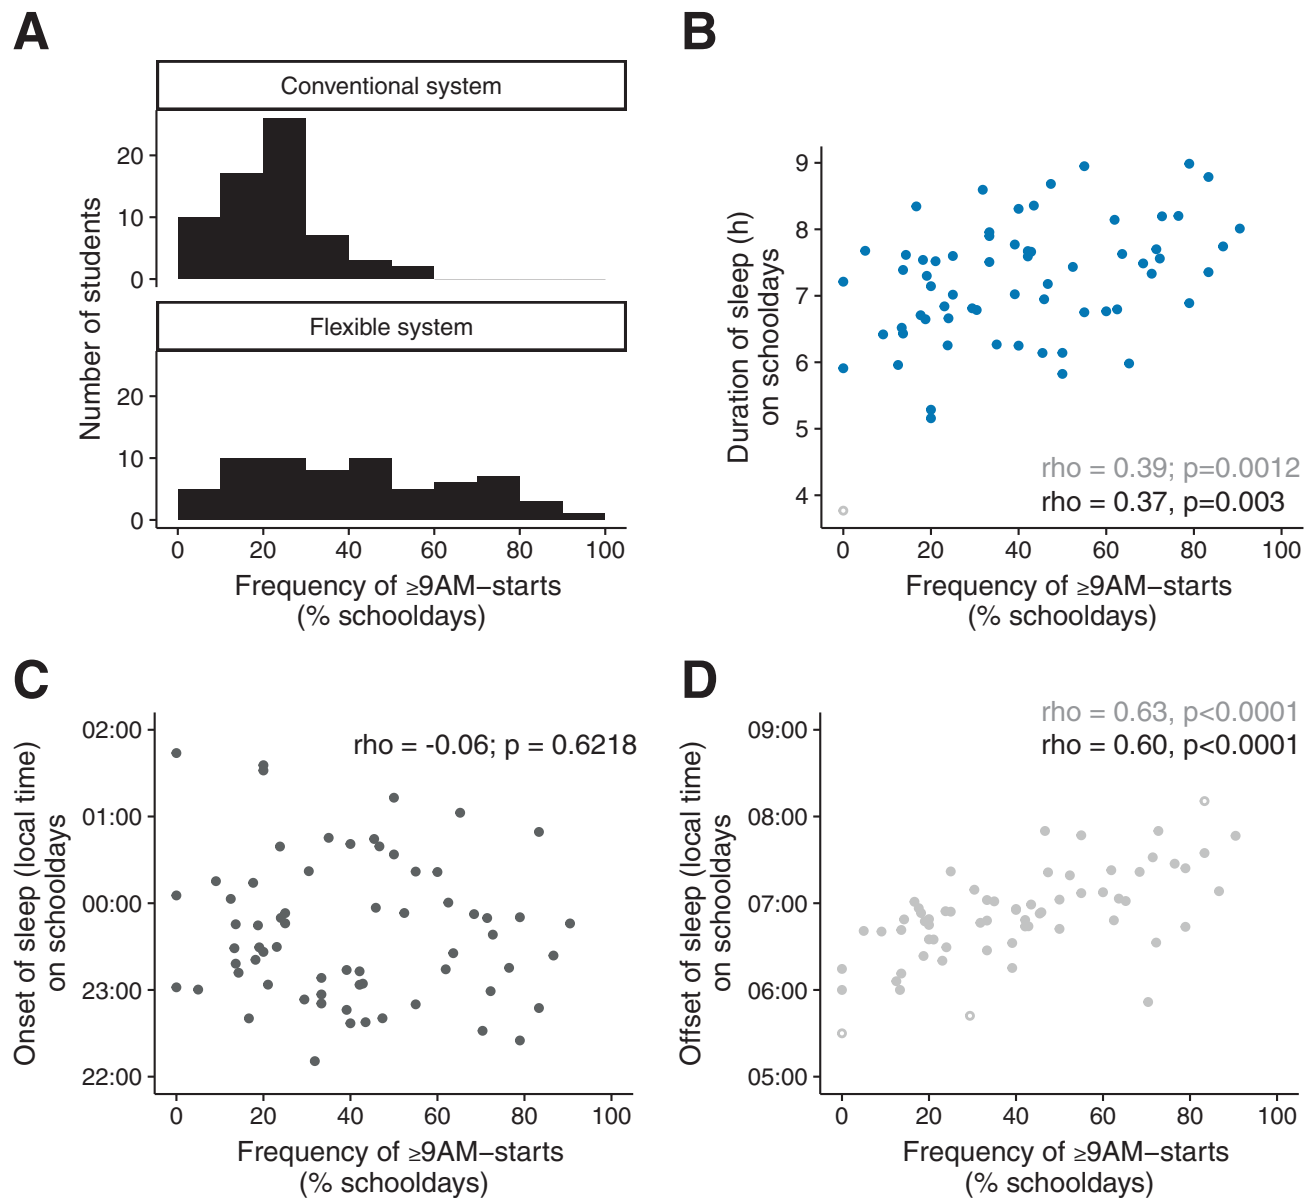 A
Conventional system
20
10
0
Flexible system
20
10
0
Number of students
0 20 40 60 80 100
Frequency of ≥9AM−starts
(% schooldays)
B
9
8
7
6
5
4
Duration of sleep (h)
on schooldays
rho = 0.39; p=0.0012
rho = 0.37, p=0.003
0 20 40 60 80 100
Frequency of ≥9AM−starts
(% schooldays)
C
02:00
01:00
00:00
23:00
22:00
Onset of sleep (local time)
on schooldays
rho = -0.06; p = 0.6218
0 20 40 60 80 100
Frequency of ≥9AM−starts
(% schooldays)
D
rho = 0.63, p<0.0001
rho = 0.60, p<0.0001
09:00
08:00
07:00
06:00
05:00
Offset of sleep (local time)
on schooldays
0 20 40 60 80 100
Frequency of ≥9AM−starts
(% schooldays)